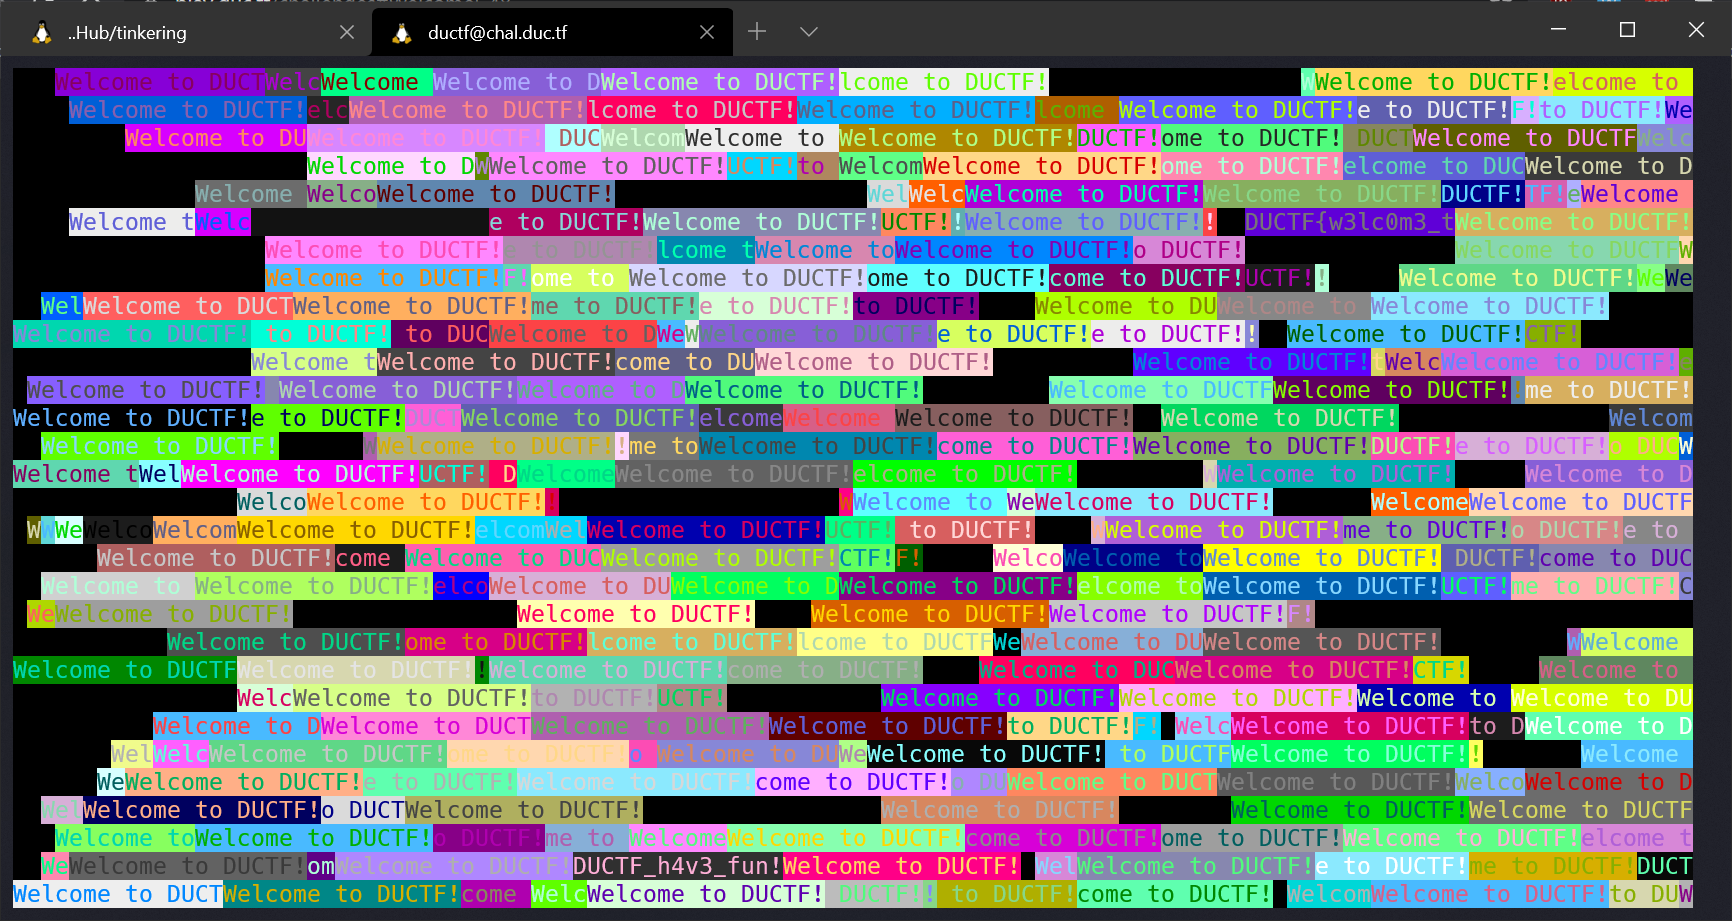 ..Hub/tinkering ductf@chal.duc.tf
Welcome to DUCTWelcWelcome Welcome to DWelcome to DUCTF!lcome to DUCTF! WWelcome to DUCTF!elcome to
Welcome to DUCTF!elcWelcome to DUCTF!lcome to DUCTF!Welcome to DUCTF!lcome Welcome to DUCTF!e to DUCTF!F!to DUCTF!We
Welcome to DUWelcome to DUCTF! DUCWelcomWelcome to Welcome to DUCTF!DUCTF!ome to DUCTF! DUCTWelcome to DUCTFWelc
Welcome to DWWelcome to DUCTF!UCTF!to WelcomWelcome to DUCTF!ome to DUCTF!elcome to DUCWelcome to D
Welcome WelcoWelcome to DUCTF! WelWelcWelcome to DUCTF!Welcome to DUCTF!DUCTF!TF!eWelcome
Welcome tWelc e to DUCTF!Welcome to DUCTF!UCTF!!Welcome to DUCTF!! DUCTF{w3lc0m3_tWelcome to DUCTF!
Welcome to DUCTF!e to DUCTF!lcome tWelcome toWelcome to DUCTF!o DUCTF! Welcome to DUCTFW
Welcome to DUCTF!F!ome to Welcome to DUCTF!ome to DUCTF!come to DUCTF!UCTF!! Welcome to DUCTF!WeWe
WelWelcome to DUCTWelcome to DUCTF!me to DUCTF!e to DUCTF!to DUCTF! Welcome to DUWelcome to Welcome to DUCTF!
Welcome to DUCTF! to DUCTF! to DUCWelcome to DWeWWelcome to DUCTF!e to DUCTF!e to DUCTF!! Welcome to DUCTF!CTF!
Welcome tWelcome to DUCTF!come to DUWelcome to DUCTF! Welcome to DUCTF!tWelcWelcome to DUCTF!e
Welcome to DUCTF! Welcome to DUCTF!Welcome to DWelcome to DUCTF! Welcome to DUCTFWelcome to DUCTF!!me to DUCTF!
Welcome to DUCTF!e to DUCTF!DUCTWelcome to DUCTF!elcomeWelcome Welcome to DUCTF! Welcome to DUCTF! Welcom
Welcome to DUCTF! WWelcome to DUCTF!!me toWelcome to DUCTF!come to DUCTF!Welcome to DUCTF!DUCTF!e to DUCTF!o DUCW
Welcome tWelWelcome to DUCTF!UCTF! DWelcomeWelcome to DUCTF!elcome to DUCTF! WWelcome to DUCTF! Welcome to D
WelcoWelcome to DUCTF!! WWelcome to WeWelcome to DUCTF! WelcomeWelcome to DUCTF
WWWeWelcoWelcomWelcome to DUCTF!elcomWelWelcome to DUCTF!UCTF! to DUCTF! WWelcome to DUCTF!me to DUCTF!o DUCTF!e to
Welcome to DUCTF!come Welcome to DUCWelcome to DUCTF!CTF!F! WelcoWelcome toWelcome to DUCTF! DUCTF!come to DUC
Welcome to Welcome to DUCTF!elcoWelcome to DUWelcome to DWelcome to DUCTF!elcome toWelcome to DUCTF!UCTF!me to DUCTF!C
WeWelcome to DUCTF! Welcome to DUCTF! Welcome to DUCTF!Welcome to DUCTF!F!
Welcome to DUCTF!ome to DUCTF!lcome to DUCTF!lcome to DUCTFWeWelcome to DUWelcome to DUCTF! WWelcome
Welcome to DUCTFWelcome to DUCTF!!Welcome to DUCTF!come to DUCTF! Welcome to DUCWelcome to DUCTF!CTF! Welcome to
WelcWelcome to DUCTF!to DUCTF!UCTF! Welcome to DUCTF!Welcome to DUCTF!Welcome to Welcome to DU
Welcome to DWelcome to DUCTWelcome to DUCTF!Welcome to DUCTF!to DUCTF!F! WelcWelcome to DUCTF!to DWelcome to D
WelWelcWelcome to DUCTF!ome to DUCTF!o Welcome to DUWeWelcome to DUCTF! to DUCTFWelcome to DUCTF!! Welcome
WeWelcome to DUCTF!e to DUCTF!Welcome to DUCTF!come to DUCTF!o DUWelcome to DUCTWelcome to DUCTF!WelcoWelcome to D
WelWelcome to DUCTF!o DUCTWelcome to DUCTF! Welcome to DUCTF! Welcome to DUCTF!Welcome to DUCTF
Welcome toWelcome to DUCTF!o DUCTF!me to WelcomeWelcome to DUCTF!come to DUCTF!ome to DUCTF!Welcome to DUCTF!elcome t
WeWelcome to DUCTF!omWelcome to DUCTF!DUCTF_h4v3_fun!Welcome to DUCTF! WelWelcome to DUCTF!e to DUCTF!me to DUCTF!DUCT
Welcome to DUCTWelcome to DUCTF!come WelcWelcome to DUCTF! DUCTF!! to DUCTF!come to DUCTF! WelcomWelcome to DUCTF!to DUW